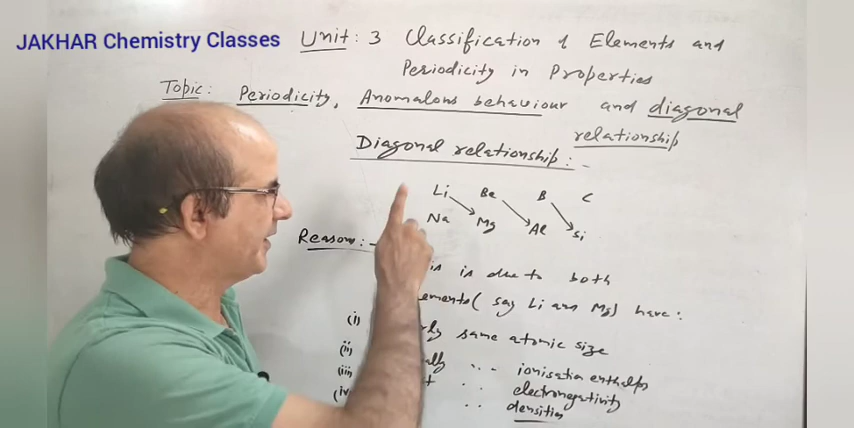 JAKHAR Chemistry Classes
Unit: 3 Classification of Elements and
Periodicity in Properties
Topic: Periodicity, Anomalous behaviour and diagonal
relationship
Diagonal relationship: -
Li Be B C
Na Mg Al Si
Reason: -
is due to both
(say Li and Mg) have:
(i) same atomic size
(ii) ionisation enthalpy
(iii) electronegativity
(iv densities